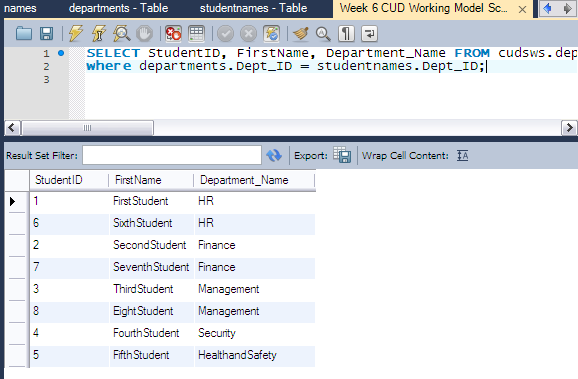 names departments - Table studentnames - Table Week 6 CUD Working Model Sc...
1 SELECT StudentID, FirstName, Department_Name FROM cudsws.dep
2 where departments.Dept_ID = studentnames.Dept_ID;
3
Result Set Filter: Export: Wrap Cell Content:
StudentID FirstName Department_Name
1 FirstStudent HR
6 SixthStudent HR
2 SecondStudent Finance
7 SeventhStudent Finance
3 ThirdStudent Management
8 EightStudent Management
4 FourthStudent Security
5 FifthStudent HealthandSafety